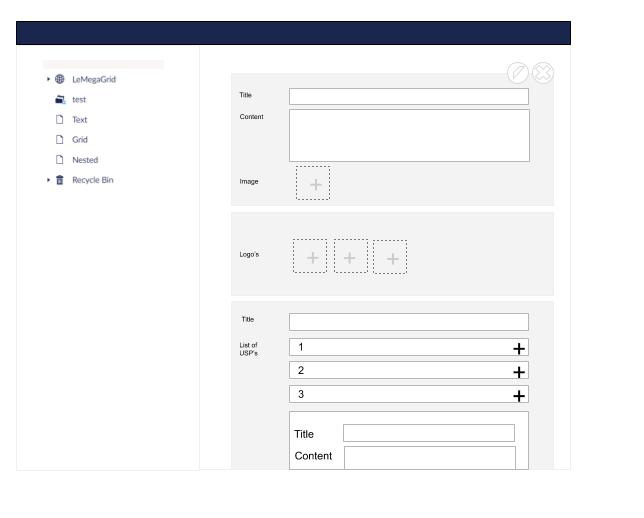 LeMegaGrid
test
Text
Grid
Nested
Recycle Bin
Title
Content
Image
Logo's
Title
List of
USP's
1
2
3
Title
Content